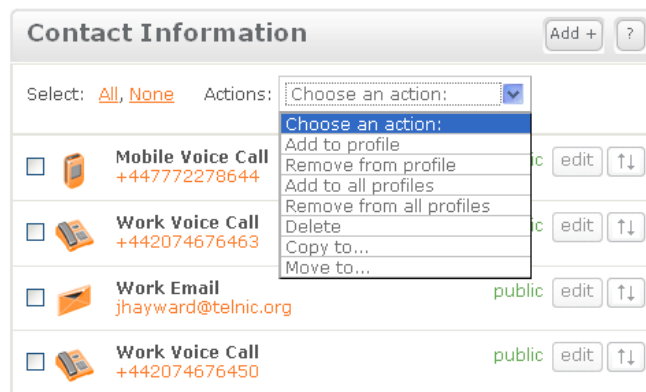 Contact Information Add + ?
Select: All, None Actions: Choose an action:
Choose an action:
Add to profile
Remove from profile
Add to all profiles
Remove from all profiles
Delete
Copy to...
Move to...
Mobile Voice Call
+447772278644
ic edit
Work Voice Call
+442074676463
ic edit
Work Email
jhayward@telnic.org
public edit
Work Voice Call
+442074676450
public edit